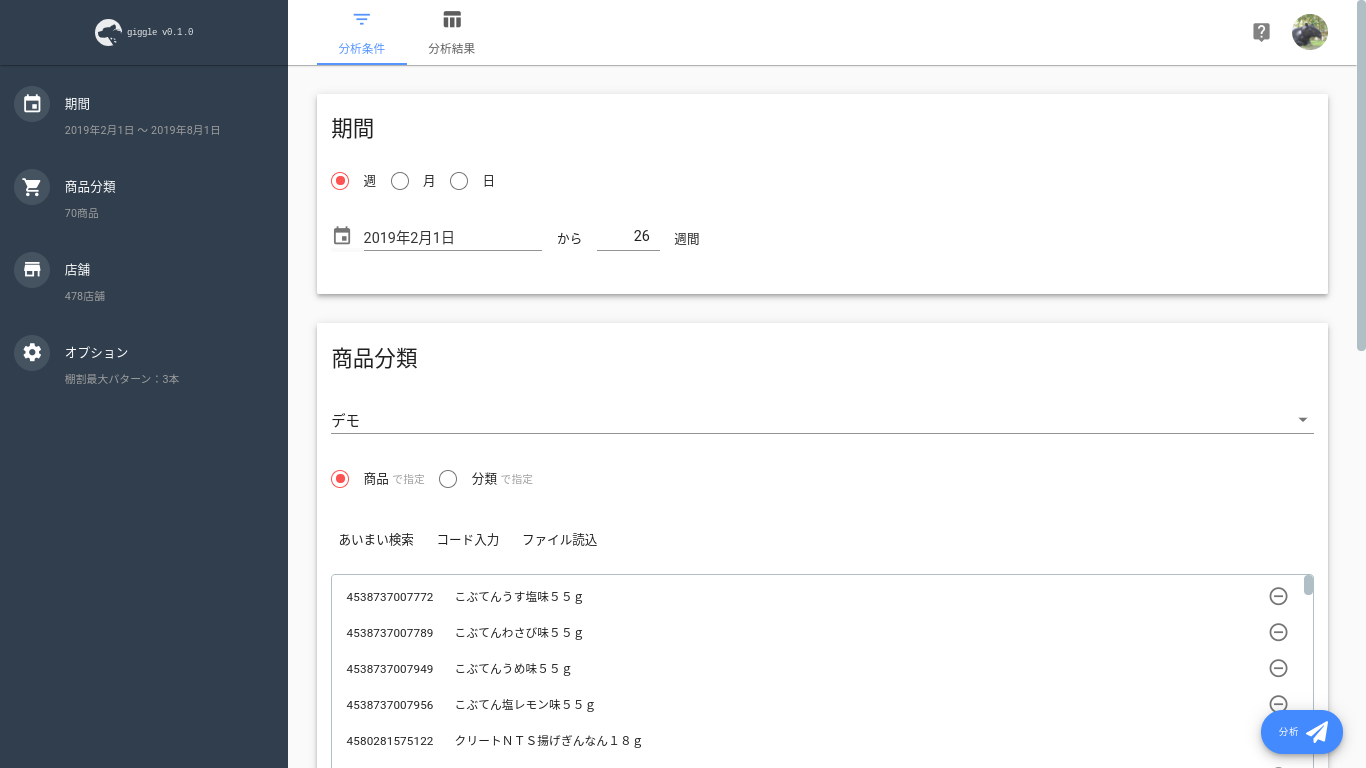 giggle v0.1.0
期間
2019年2月1日 〜 2019年8月1日
商品分類
70商品
店舗
478店舗
オプション
棚割最大パターン：3本
分析条件
分析結果
期間
週 月 日
2019年2月1日 から 26 週間
商品分類
デモ
商品 で指定 分類 で指定
あいまい検索 コード入力 ファイル読込
4538737007772 こぶてんうす塩味５５ｇ
4538737007789 こぶてんわさび味５５ｇ
4538737007949 こぶてんうめ味５５ｇ
4538737007956 こぶてん塩レモン味５５ｇ
4580281575122 クリートＮＴＳ揚げぎんなん１８ｇ
分析